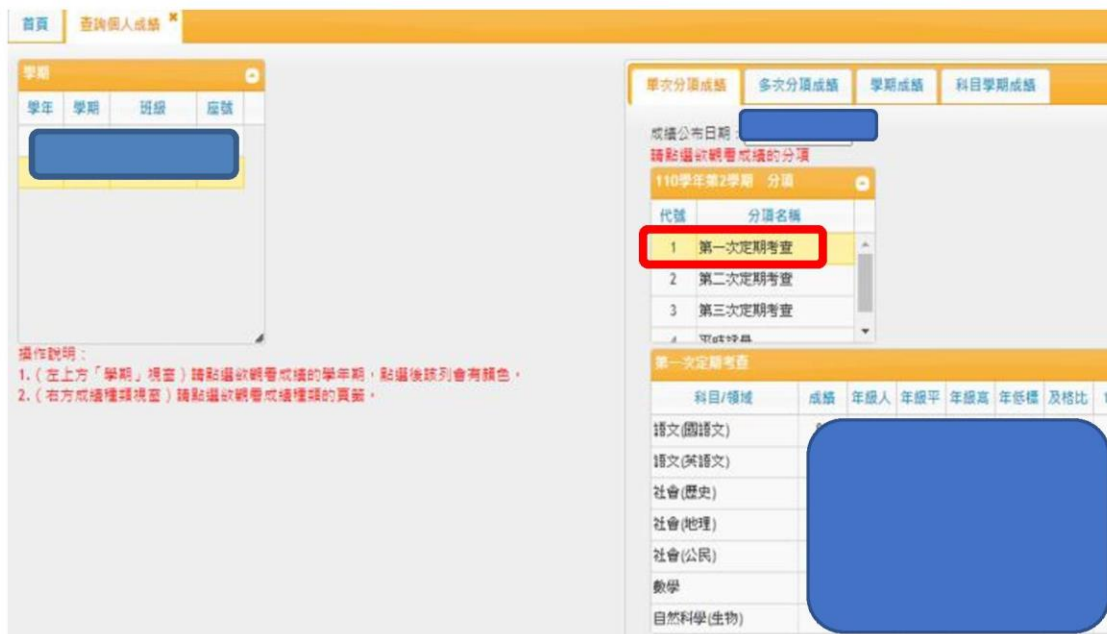 首頁 查詢個人成績
學期
學年 學期 班級 座號
操作說明：
1.（左上方「學期」視窗）請點選欲觀看成績的學年期，點選後該列會有顏色。
2.（右方成績種類視窗）請點選欲觀看成績種類的頁籤。
單次分項成績 多次分項成績 學期成績 科目學期成績
成績公布日期：
請點選欲觀看成績的分項
110學年第2學期 分項
代號 分項名稱
1 第一次定期考查
2 第二次定期考查
3 第三次定期考查
4 平時評量
第一次定期考查
科目/領域 成績 年級人 年級平 年級高 年低標 及格比
語文(國語文)
語文(英語文)
社會(歷史)
社會(地理)
社會(公民)
數學
自然科學(生物)